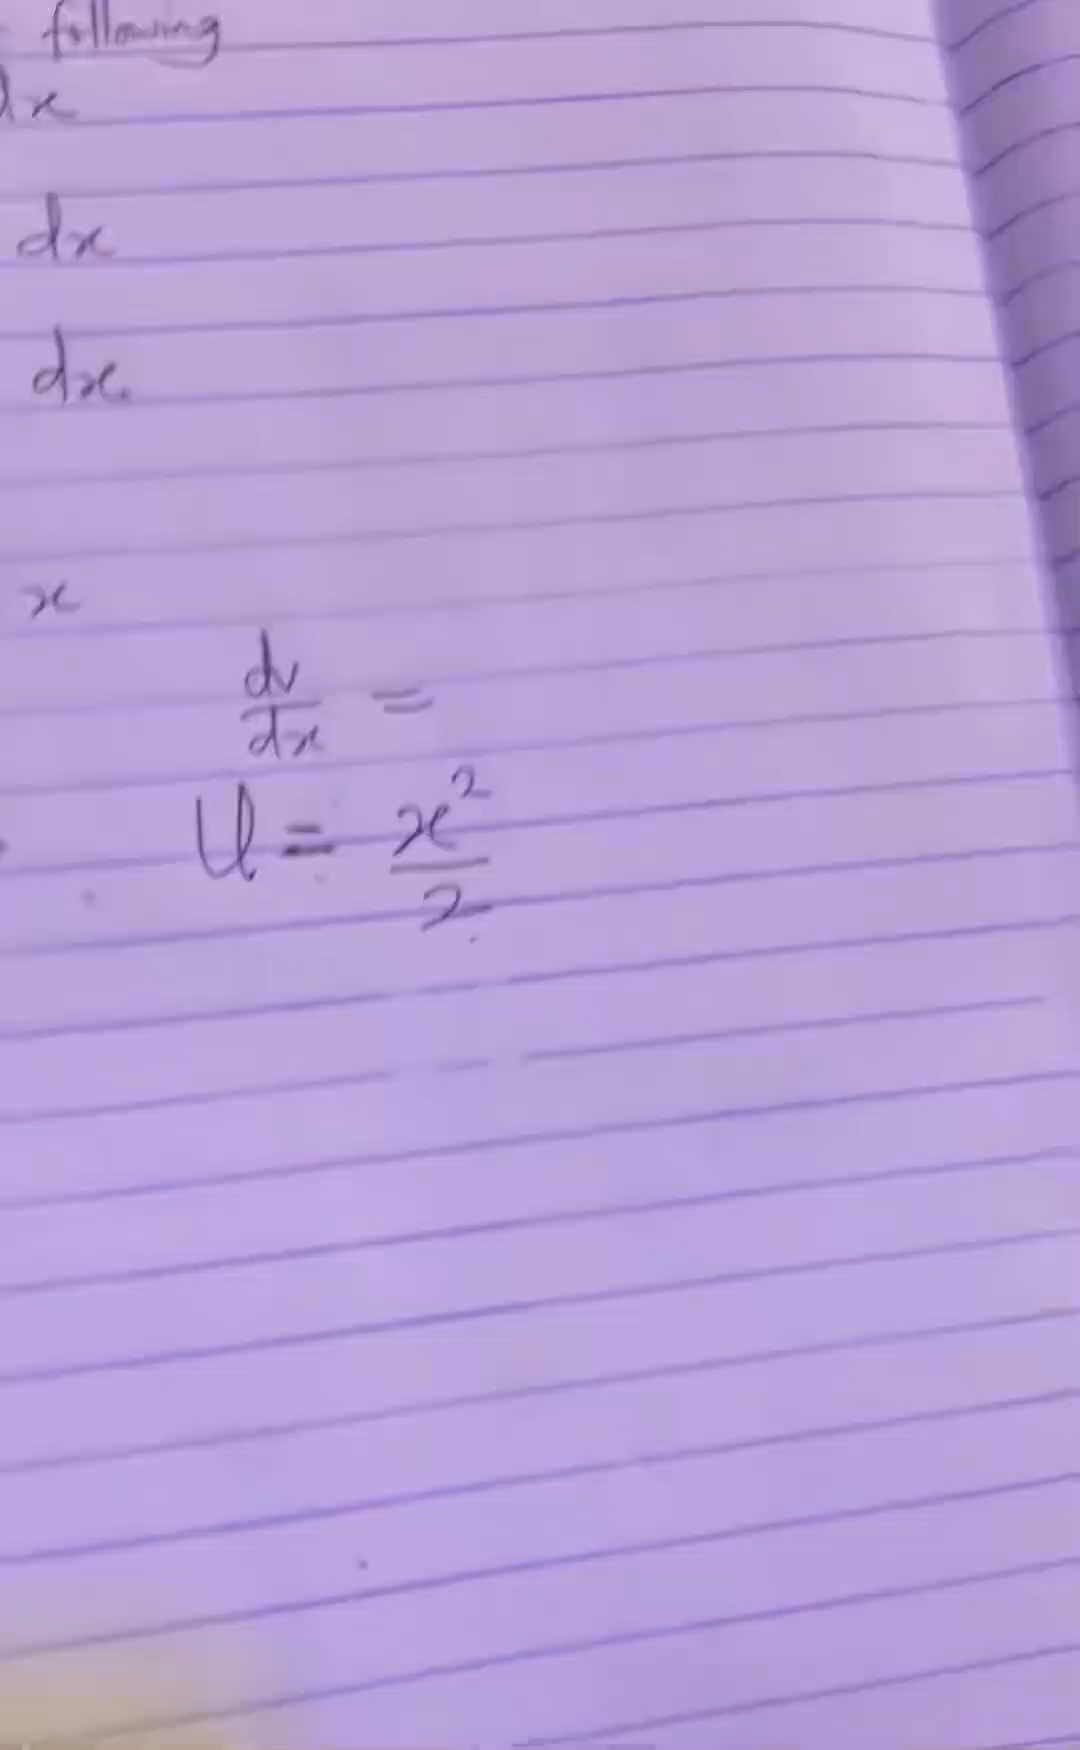 following
dx
dx
dx.
x
dv/dx =
U = x²/2